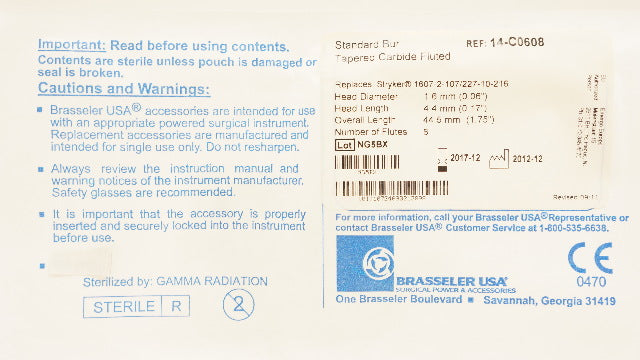 Important: Read before using contents.
Contents are sterile unless pouch is damaged or
seal is broken.
Cautions and Warnings:
Brasseler USA® accessories are intended for use
with an appropriate powered surgical instrument.
Replacement accessories are manufactured and
intended for single use only. Do not resharpen.
Always review the instruction manual and
warning notices of the instrument manufacturer.
Safety glasses are recommended.
It is important that the accessory is properly
inserted and securely locked into the instrument
before use.
Sterilized by: GAMMA RADIATION
STERILE R
2
Standard Bur REF: 14-C0608
Tapered Carbide Fluted
Replaces Stryker® 1607-2-107/227-10-216
Head Diameter 1.6 mm (0.06")
Head Length 4.4 mm (0.17")
Overall Length 44.5 mm (1.75")
Number of Flutes 8
Lot NG5BX
2017-12 2012-12
NG5BX
Revised 09/11
For more information, call your Brasseler USA® Representative or
contact Brasseler USA® Customer Service at 1-800-535-6638.
BRASSELER USA®
SURGICAL POWER & ACCESSORIES
CE
0470
One Brasseler Boulevard ■ Savannah, Georgia 31419